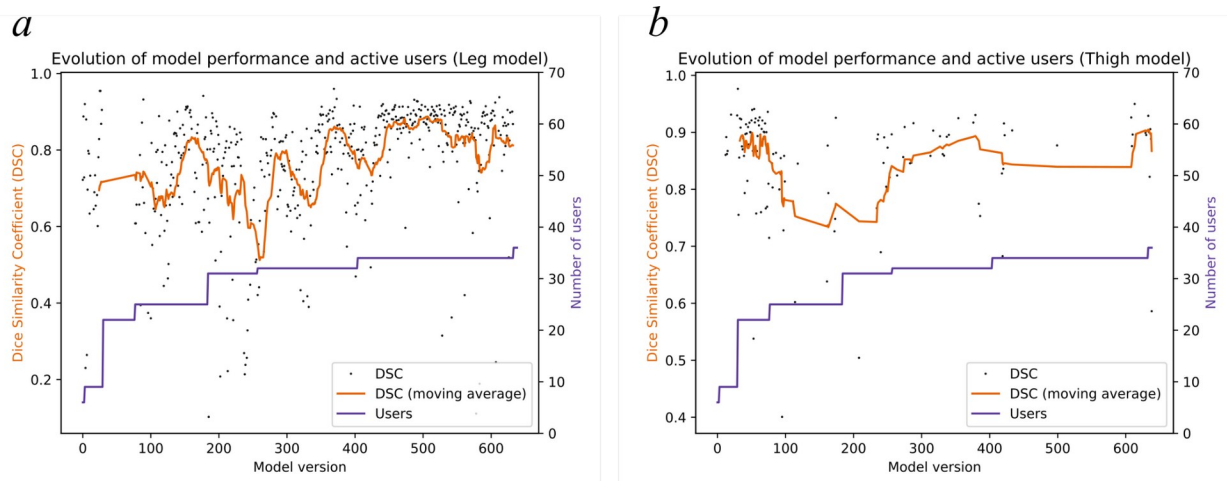 a
Evolution of model performance and active users (Leg model)
1.0
0.8
0.6
0.4
0.2
70
60
50
40
30
20
10
0
Dice Similarity Coefficient (DSC)
Number of users
DSC
DSC (moving average)
Users
0 100 200 300 400 500 600
Model version
b
Evolution of model performance and active users (Thigh model)
1.0
0.9
0.8
0.7
0.6
0.5
0.4
70
60
50
40
30
20
10
0
Dice Similarity Coefficient (DSC)
Number of users
DSC
DSC (moving average)
Users
0 100 200 300 400 500 600
Model version